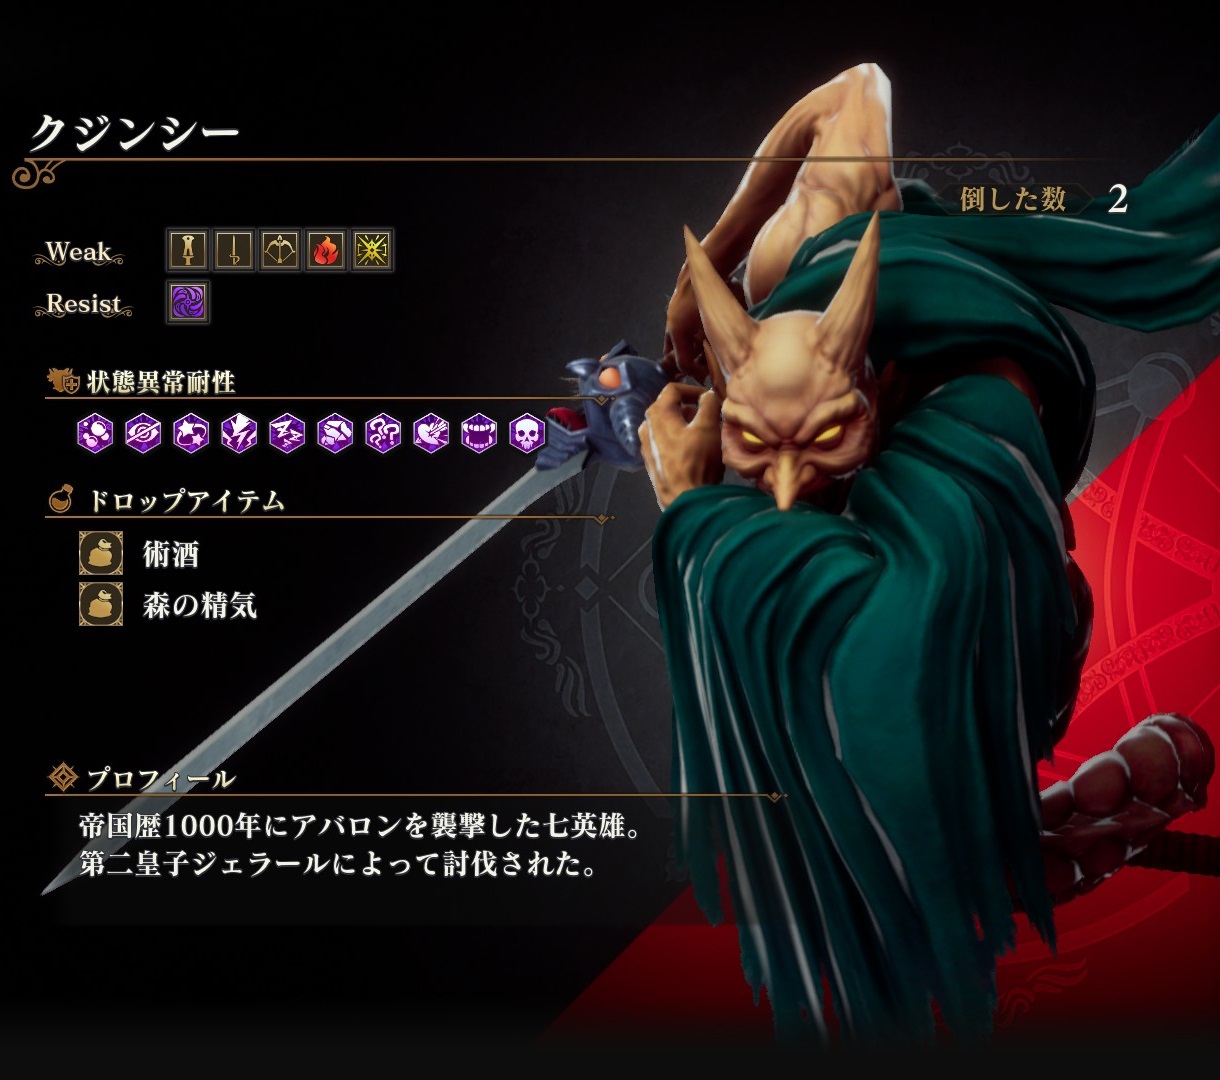 クジンシー
倒した数 2
Weak
Resist
状態異常耐性
ドロップアイテム
術酒
森の精気
プロフィール
帝国歴1000年にアバロンを襲撃した七英雄。
第二皇子ジェラールによって討伐された。